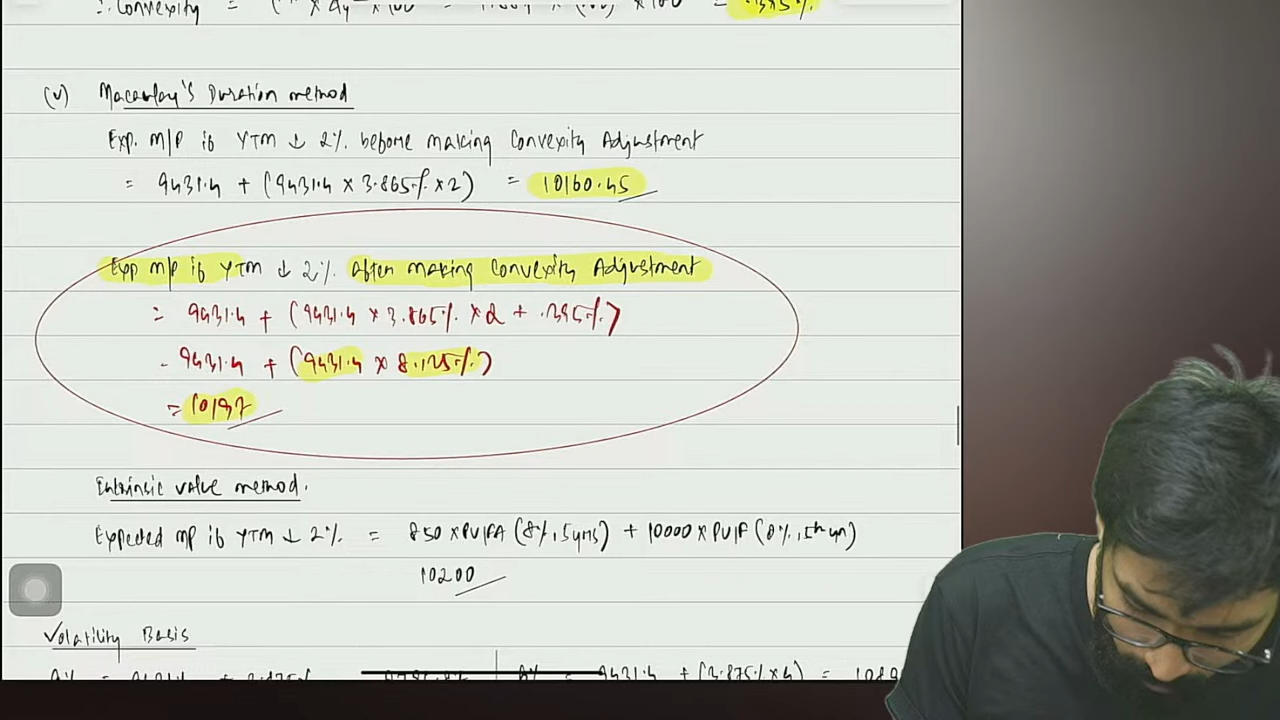 ∴ Convexity =
(v) Macaulay's Duration method
Exp. M/P if YTM ↓ 2% before making Convexity Adjustment
= 9431.4 + (9431.4 × 3.865% × 2) = 10160.45
Exp M/P if YTM ↓ 2% after making Convexity Adjustment
= 9431.4 + (9431.4 × 3.865% × 2 + .395%)
= 9431.4 + (9431.4 × 8.125%)
= 10197
Intrinsic value method.
Expected MP if YTM ↓ 2% = 850 × PVIFA (8%, 5yrs) + 10000 × PVIF (8%, 5th yr)
10200
Volatility Basis